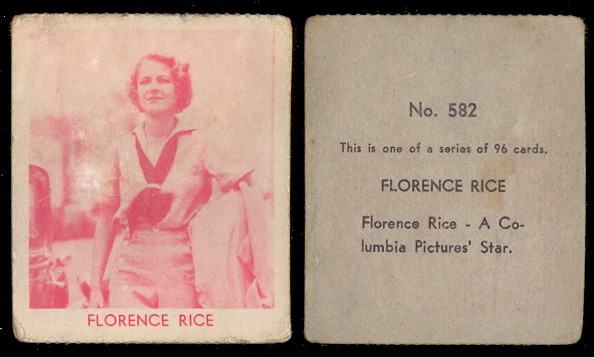 FLORENCE RICE
No. 582
This is one of a series of 96 cards.
FLORENCE RICE
Florence Rice - A Co-
lumbia Pictures' Star.